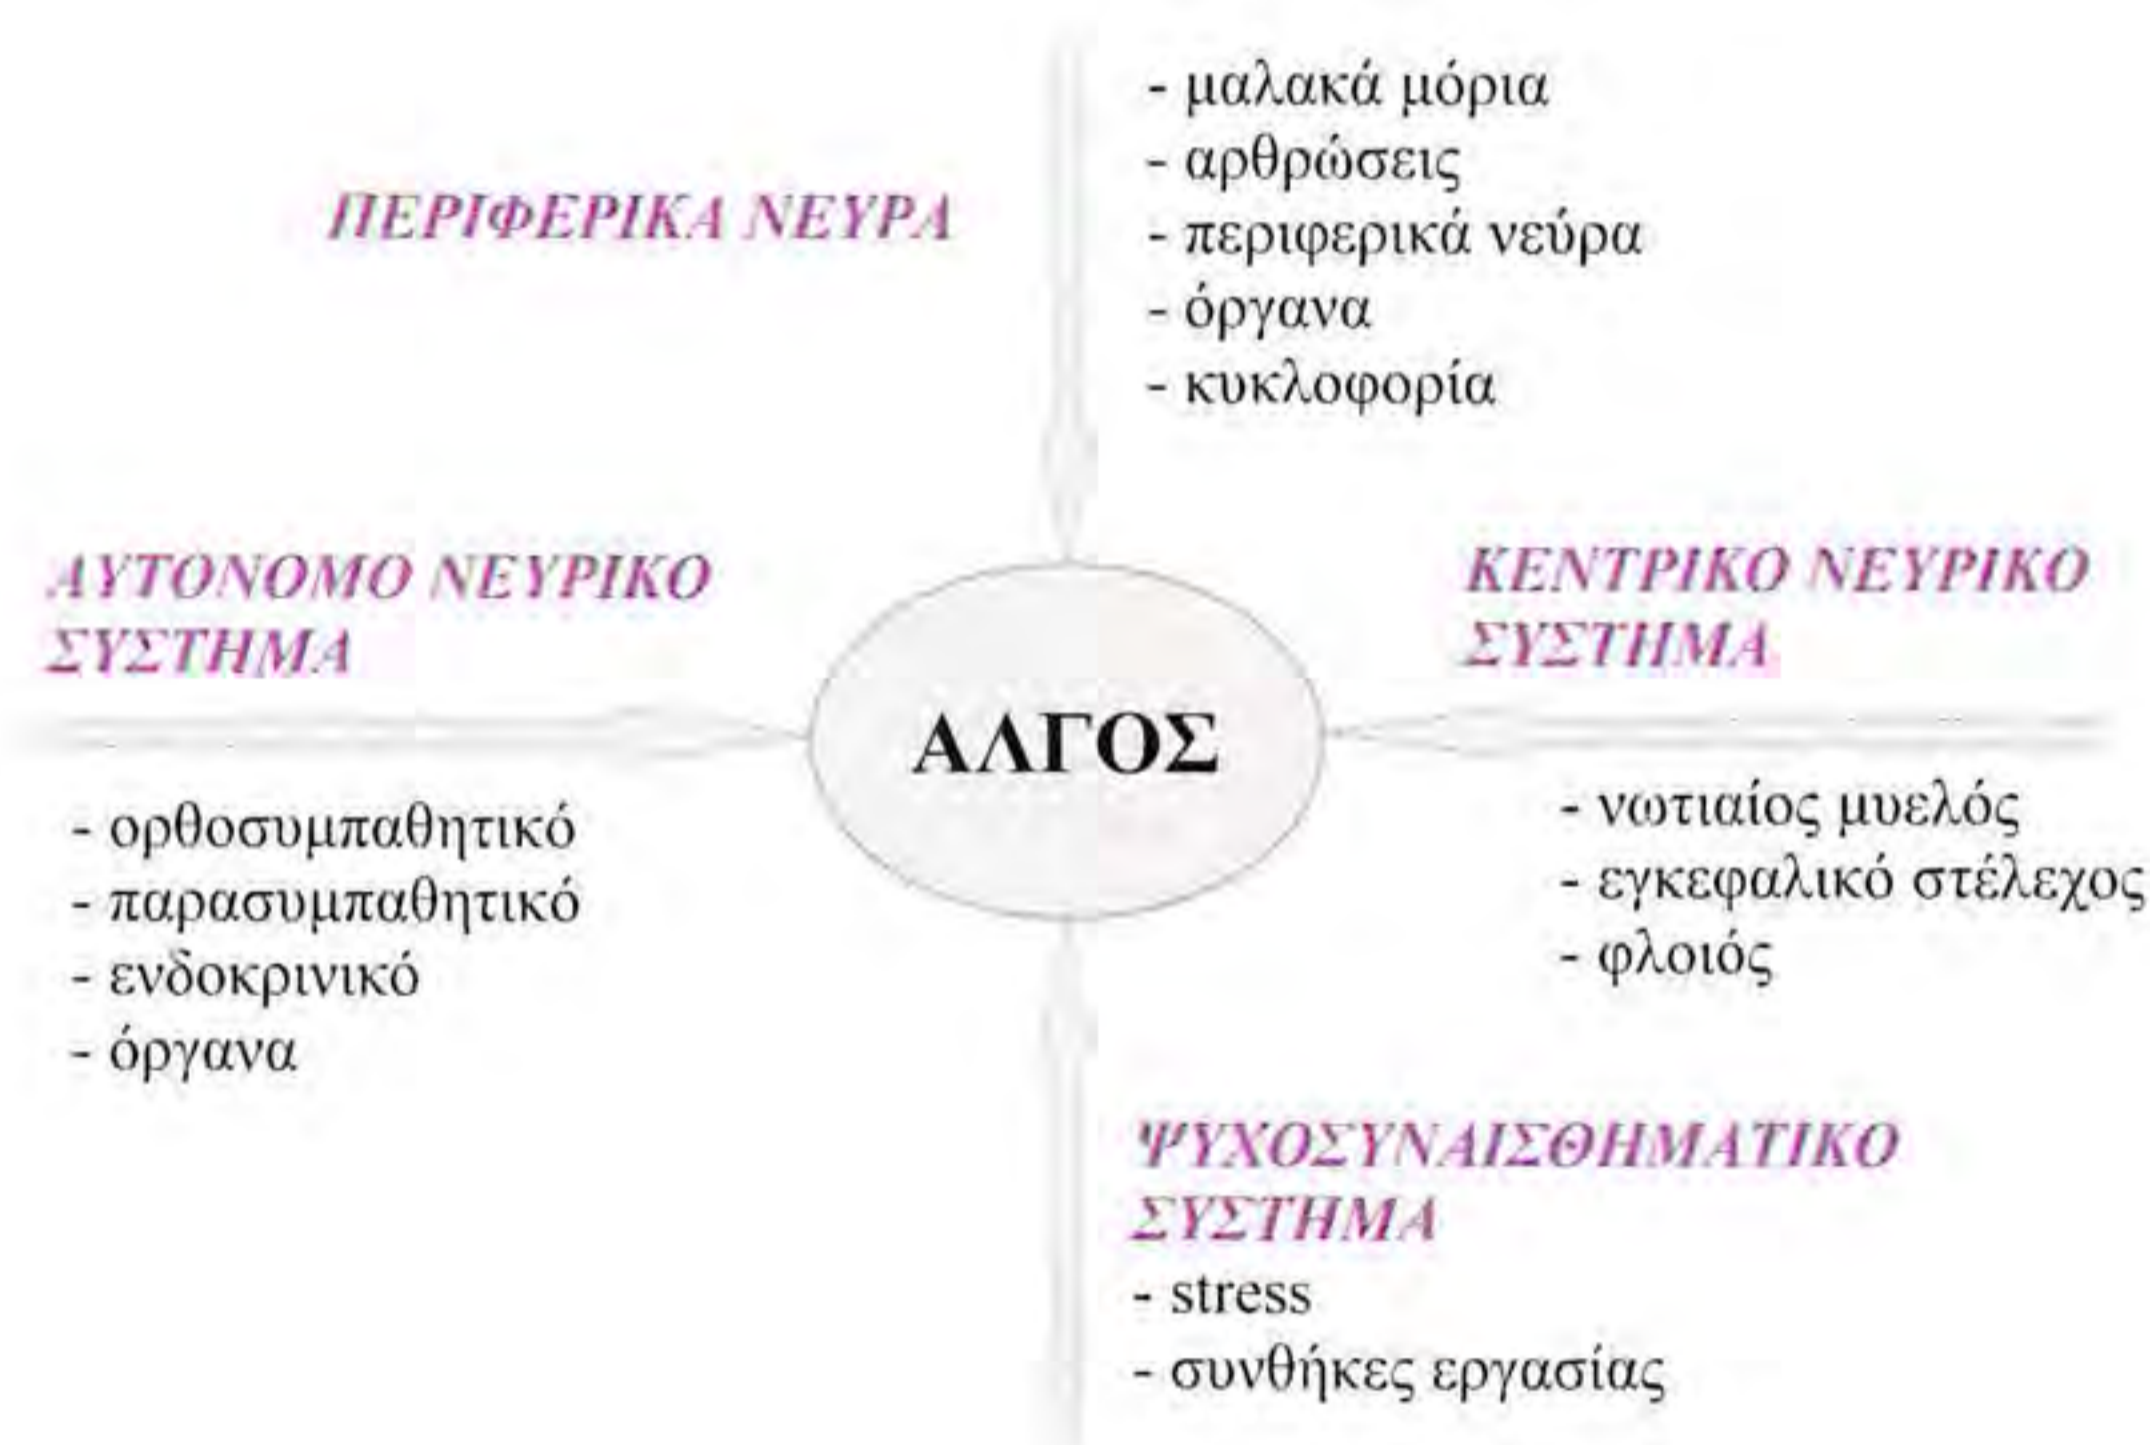 - μαλακά μόρια
- αρθρώσεις
ΠΕΡΙΦΕΡΙΚΑ ΝΕΥΡΑ
- περιφερικά νεύρα
- όργανα
- κυκλοφορία
ΑΥΤΟΝΟΜΟ ΝΕΥΡΙΚΟ
ΣΥΣΤΗΜΑ
ΚΕΝΤΡΙΚΟ ΝΕΥΡΙΚΟ
ΣΥΣΤΗΜΑ
ΑΛΓΟΣ
- ορθοσυμπαθητικό
- παρασυμπαθητικό
- ενδοκρινικό
- όργανα
- νωτιαίος μυελός
- εγκεφαλικό στέλεχος
- φλοιός
ΨΥΧΟΣΥΝΑΙΣΘΗΜΑΤΙΚΟ
ΣΥΣΤΗΜΑ
- stress
- συνθήκες εργασίας